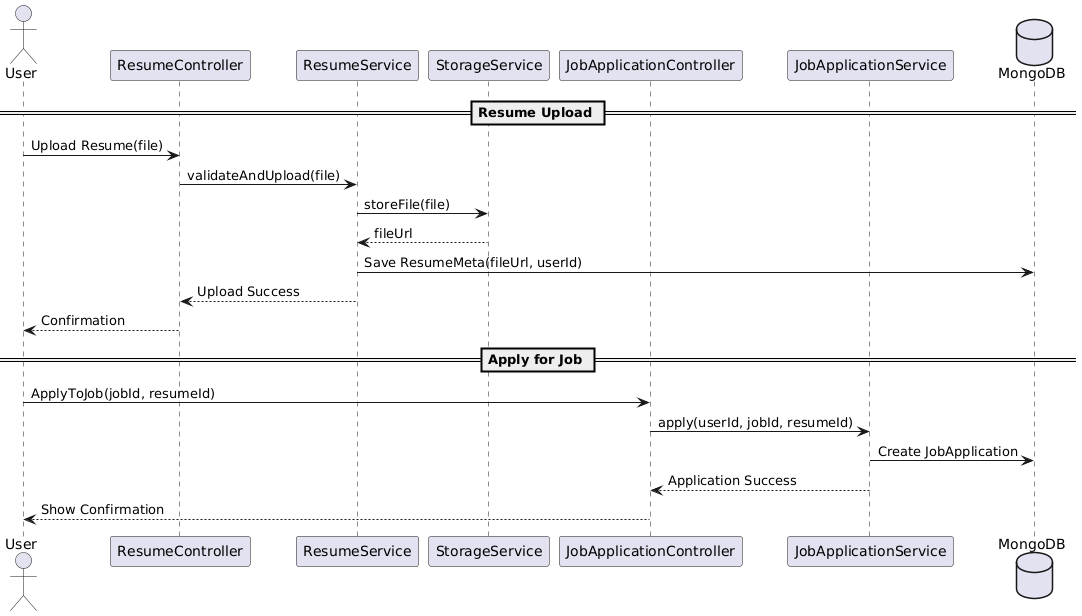 User
ResumeController
ResumeService
StorageService
JobApplicationController
JobApplicationService
MongoDB
Resume Upload
Upload Resume(file)
validateAndUpload(file)
storeFile(file)
fileUrl
Save ResumeMeta(fileUrl, userId)
Upload Success
Confirmation
Apply for Job
ApplyToJob(jobId, resumeId)
apply(userId, jobId, resumeId)
Create JobApplication
Application Success
Show Confirmation
User
ResumeController
ResumeService
StorageService
JobApplicationController
JobApplicationService
MongoDB